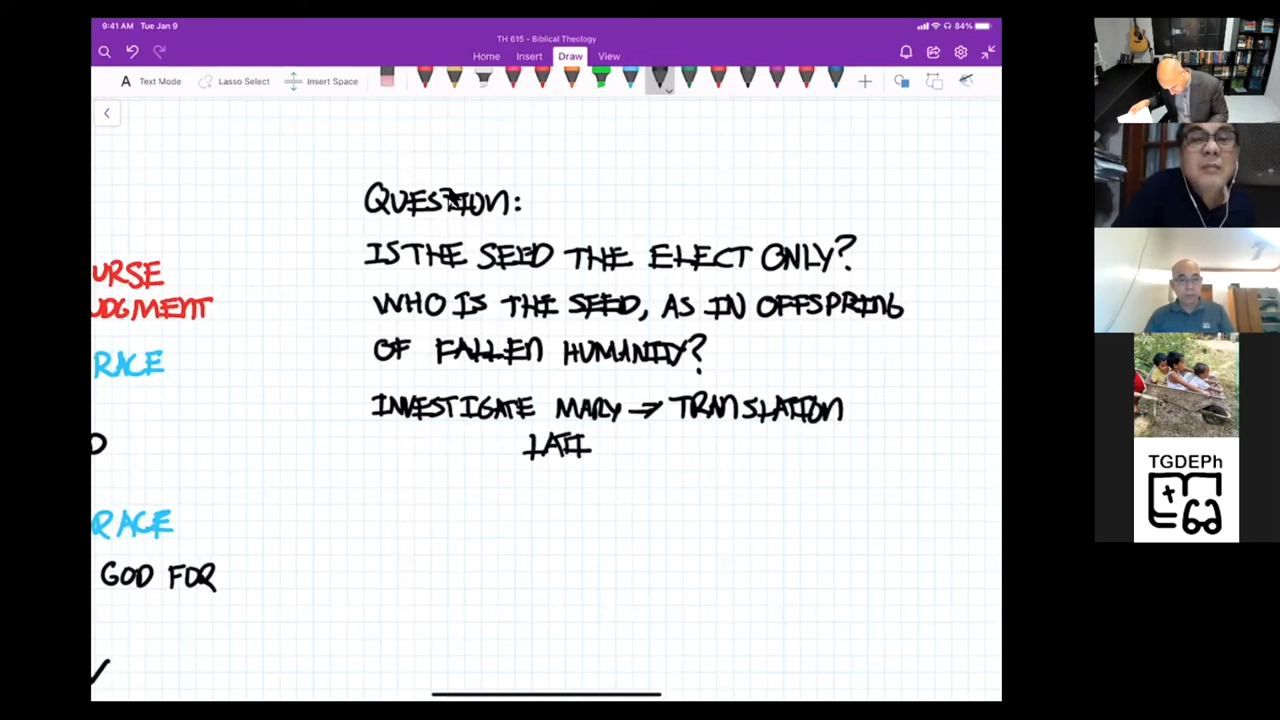 9:41 AM Tue Jan 9
84%
TH 615 - Biblical Theology
Home Insert Draw View
Text Mode Lasso Select Insert Space
QUESTION:
IS THE SEED THE ELECT ONLY?
WHO IS THE SEED, AS IN OFFSPRING
OF FALLEN HUMANITY?
INVESTIGATE MARY → TRANSLATION
LATI
URSE
UDGMENT
RACE
D
RACE
GOD FOR
TGDEPh